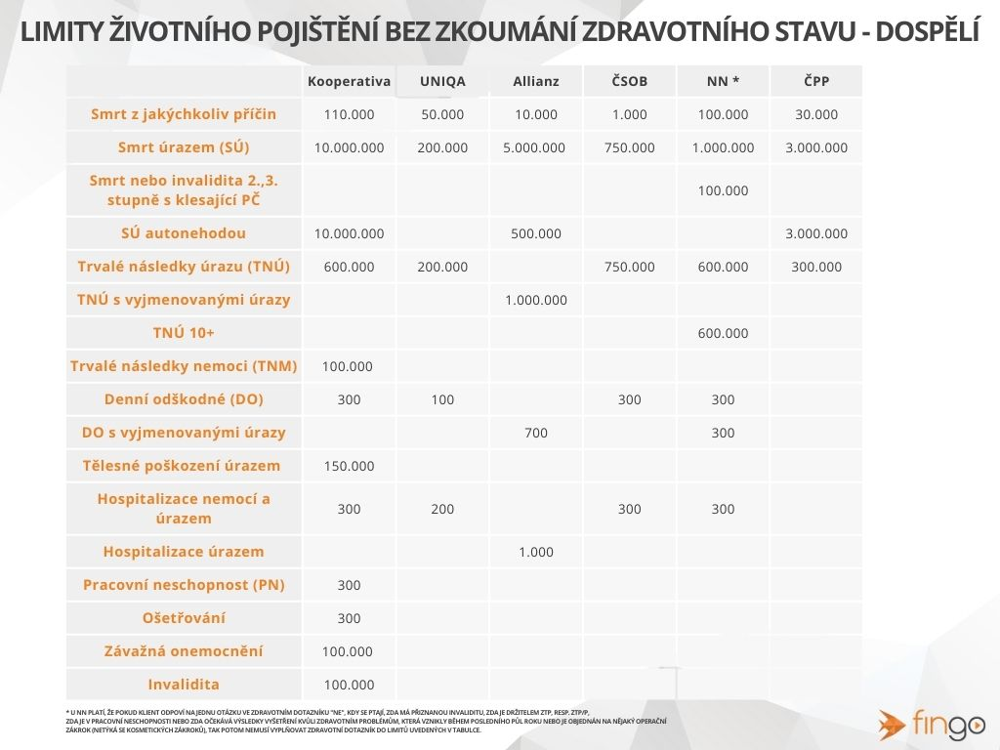 LIMITY ŽIVOTNÍHO POJIŠTĚNÍ BEZ ZKOUMÁNÍ ZDRAVOTNÍHO STAVU - DOSPĚLÍ
Kooperativa UNIQA Allianz ČSOB NN * ČPP
Smrt z jakýchkoliv příčin 110.000 50.000 10.000 1.000 100.000 30.000
Smrt úrazem (SÚ) 10.000.000 200.000 5.000.000 750.000 1.000.000 3.000.000
Smrt nebo invalidita 2.,3.
stupně s klesající PČ 100.000
SÚ autonehodou 10.000.000 500.000 3.000.000
Trvalé následky úrazu (TNÚ) 600.000 200.000 750.000 600.000 300.000
TNÚ s vyjmenovanými úrazy 1.000.000
TNÚ 10+ 600.000
Trvalé následky nemoci (TNM) 100.000
Denní odškodné (DO) 300 100 300 300
DO s vyjmenovanými úrazy 700 300
Tělesné poškození úrazem 150.000
Hospitalizace nemocí a
úrazem 300 200 300 300
Hospitalizace úrazem 1.000
Pracovní neschopnost (PN) 300
Ošetřování 300
Závažná onemocnění 100.000
Invalidita 100.000
* U NN PLATÍ, ŽE POKUD KLIENT ODPOVÍ NA JEDNU OTÁZKU VE ZDRAVOTNÍM DOTAZNÍKU "NE", KDY SE PTAJÍ, ZDA MÁ PŘIZNANOU INVALIDITU, ZDA JE DRŽITELEM ZTP, RESP. ZTP/P,
ZDA JE V PRACOVNÍ NESCHOPNOSTI NEBO ZDA OČEKÁVÁ VÝSLEDKY VYŠETŘENÍ KVŮLI ZDRAVOTNÍM PROBLÉMŮM, KTERÁ VZNIKLY BĚHEM POSLEDNÍHO PŮL ROKU NEBO JE OBJEDNÁN NA NĚJAKÝ OPERAČNÍ
ZÁKROK (NETÝKÁ SE KOSMETICKÝCH ZÁKROKŮ), TAK POTOM NEMUSÍ VYPLŇOVAT ZDRAVOTNÍ DOTAZNÍK DO LIMITŮ UVEDENÝCH V TABULCE.
fingo